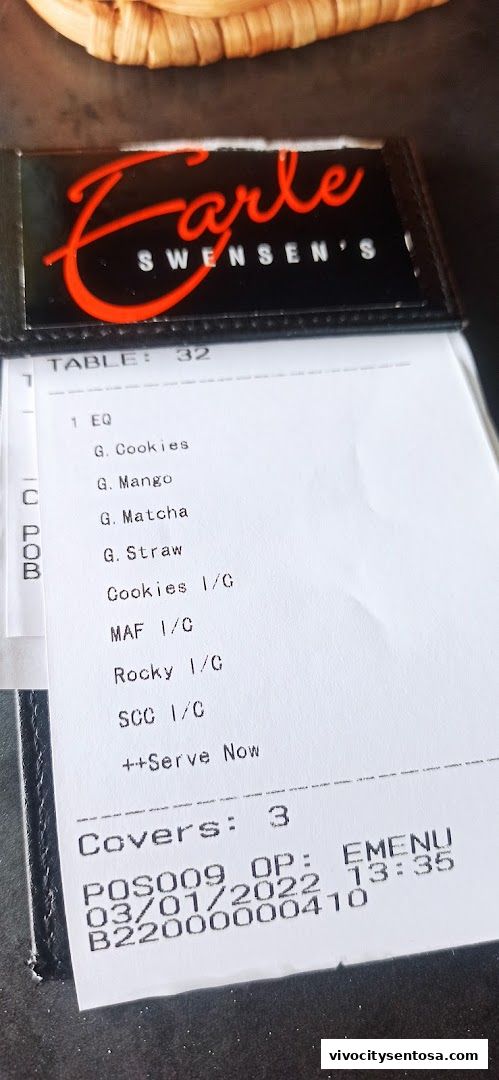 Earle
SWENSEN'S
TABLE: 32
1 EQ
G. Cookies
G. Mango
G. Matcha
G. Straw
Cookies I/C
MAF I/C
Rocky I/C
SCC I/C
++Serve Now
Covers: 3
POS009 OP: EMENU
03/01/2022 13:35
B22000000410
T
C
P
O
B
vivocitysentosa.com